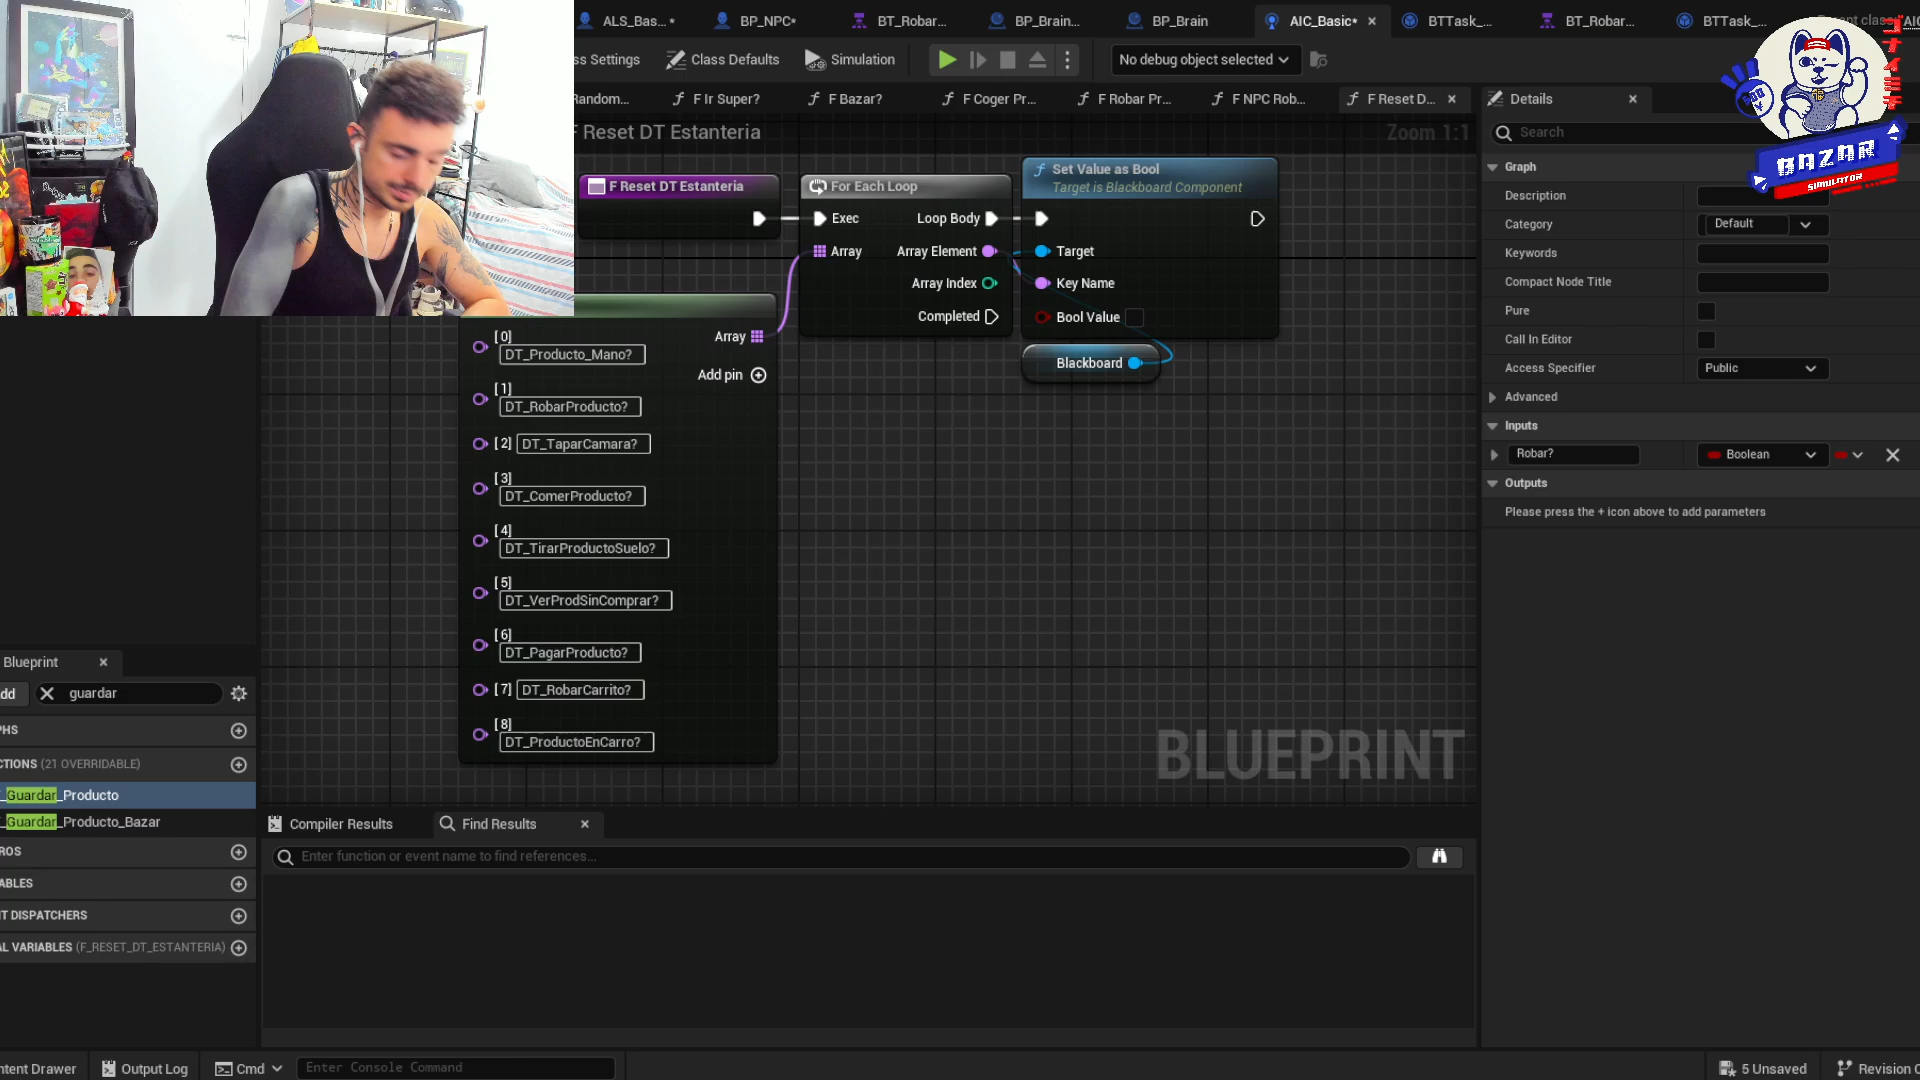 ALS_Bas...*
BP_NPC*
BT_Robar...
BP_Brain...
BP_Brain
AIC_Basic*
BTTask_...
BT_Robar...
BTTask_...
ss Settings
Class Defaults
Simulation
No debug object selected
Random...
F Ir Super?
F Bazar?
F Coger Pr...
F Robar Pr...
F NPC Rob...
F Reset D...
Details
F Reset DT Estanteria
Zoom 1:1
Search
BAZAR
SIMULATOR
F Reset DT Estanteria
Exec
Array
For Each Loop
Loop Body
Array Element
Array Index
Completed
Set Value as Bool
Target is Blackboard Component
Target
Key Name
Bool Value
Blackboard
Array
Add pin
[0]
DT_Producto_Mano?
[1]
DT_RobarProducto?
[2] DT_TaparCamara?
[3]
DT_ComerProducto?
[4]
DT_TirarProductoSuelo?
[5]
DT_VerProdSinComprar?
[6]
DT_PagarProducto?
[7] DT_RobarCarrito?
[8]
DT_ProductoEnCarro?
BLUEPRINT
Graph
Description
Category
Default
Keywords
Compact Node Title
Pure
Call In Editor
Access Specifier
Public
Advanced
Inputs
Robar?
Boolean
Outputs
Please press the + icon above to add parameters
Blueprint
dd
guardar
PHS
CTIONS (21 OVERRIDABLE)
_Guardar_Producto
_Guardar_Producto_Bazar
ROS
ABLES
IT DISPATCHERS
AL VARIABLES (F_RESET_DT_ESTANTERIA)
Compiler Results
Find Results
Enter function or event name to find references...
ntent Drawer
Output Log
Cmd
Enter Console Command
5 Unsaved
Revision C